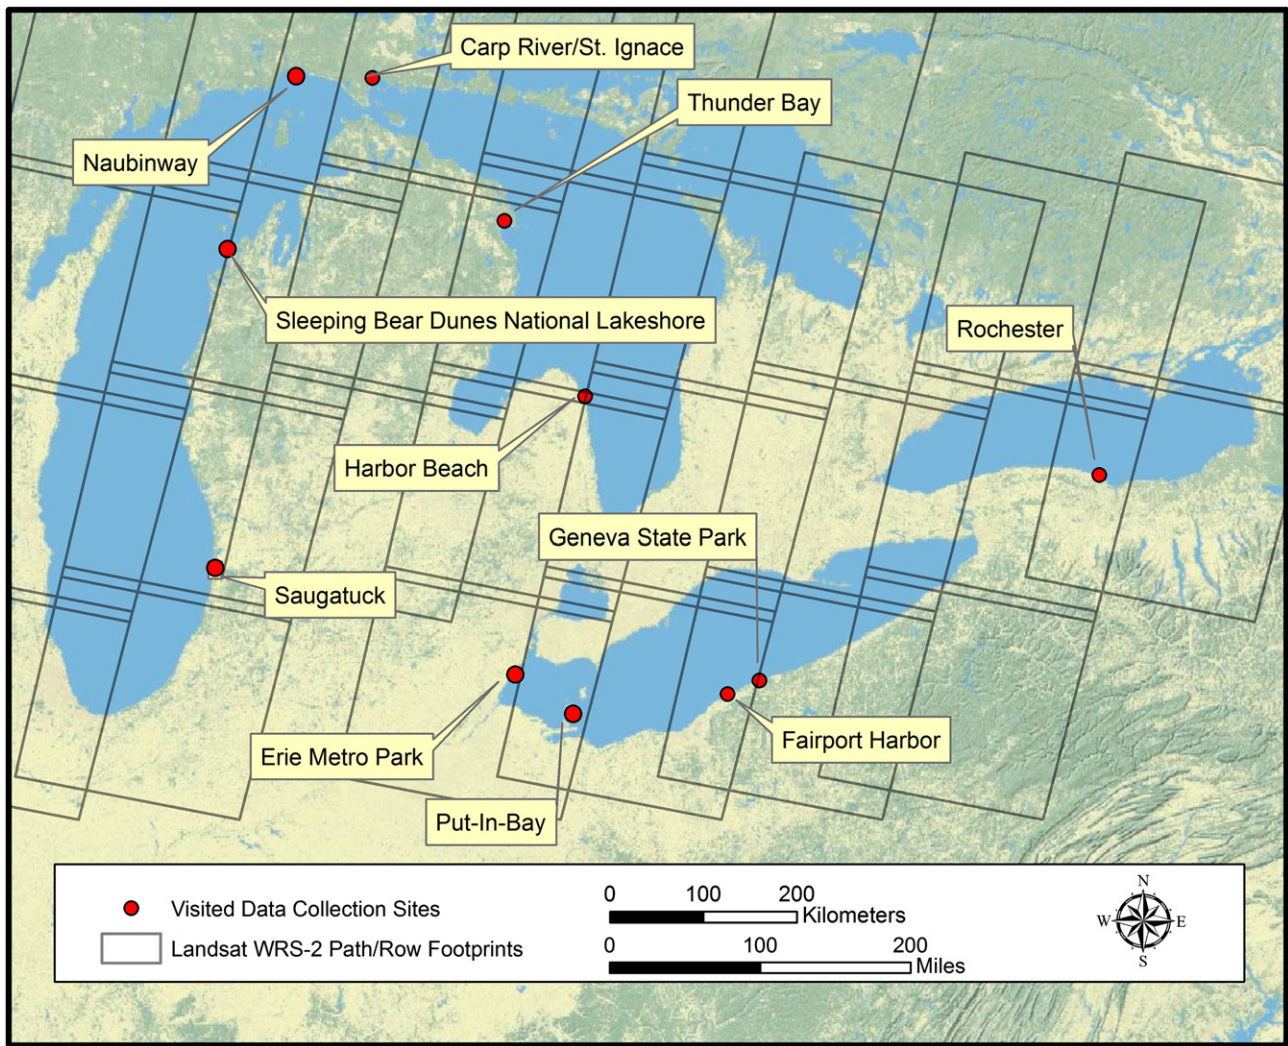 Carp River/St. Ignace
Thunder Bay
Naubinway
Sleeping Bear Dunes National Lakeshore
Rochester
Harbor Beach
Geneva State Park
Saugatuck
Erie Metro Park
Fairport Harbor
Put-In-Bay
Visited Data Collection Sites
Landsat WRS-2 Path/Row Footprints
0 100 200
Kilometers
0 100 200
Miles
N
W E
S